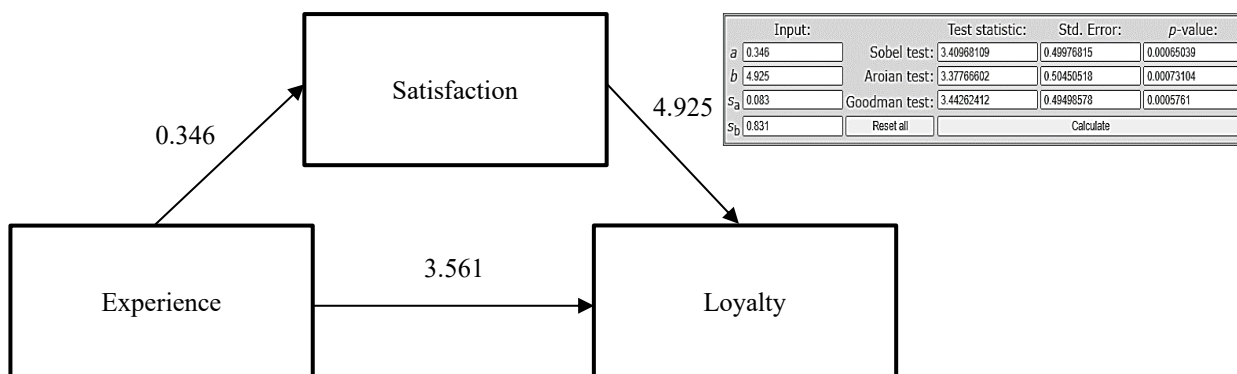 Input: Test statistic: Std. Error: p-value:
a 0.346 Sobel test: 3.40968109 0.49976815 0.00065039
b 4.925 Aroian test: 3.37766602 0.50450518 0.00073104
sa 0.083 Goodman test: 3.44262412 0.49498578 0.0005761
sb 0.831 Reset all Calculate
Satisfaction
0.346
4.925
3.561
Experience
Loyalty